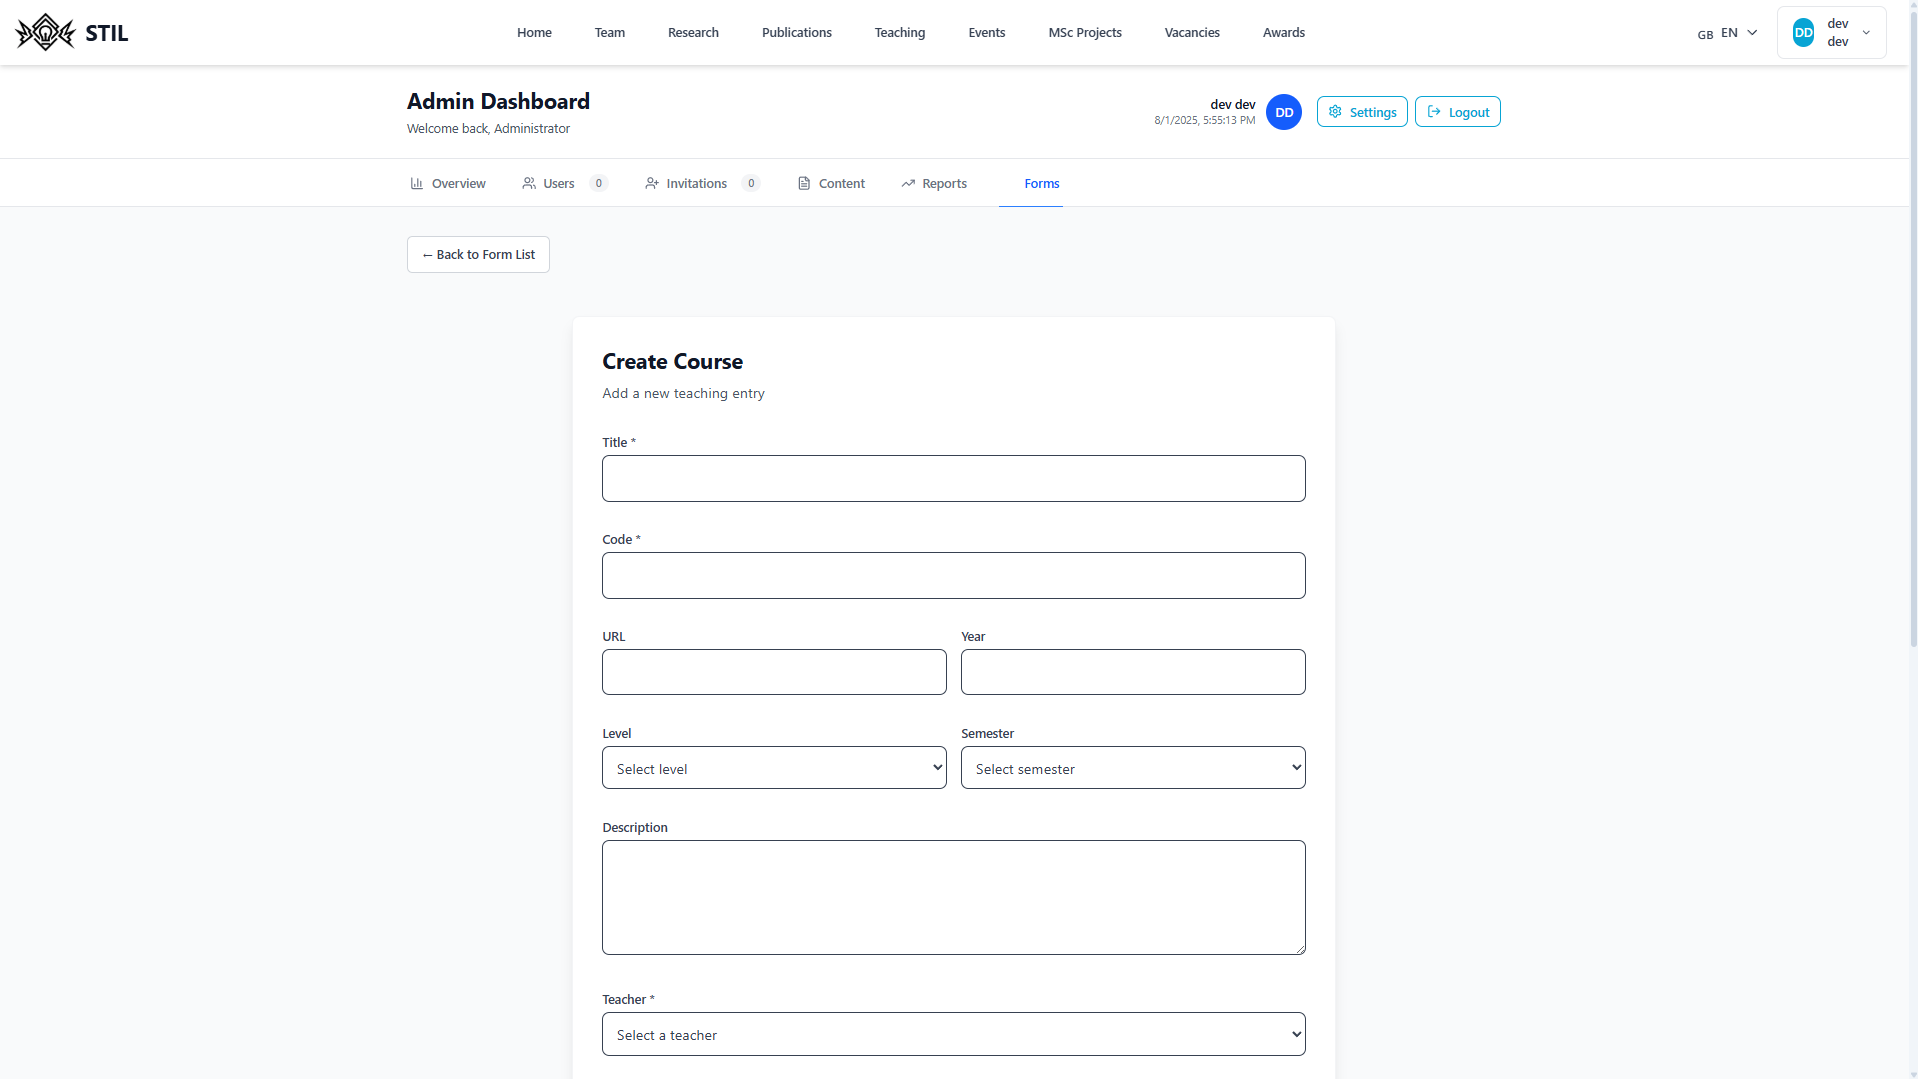 STIL
Home Team Research Publications Teaching Events MSc Projects Vacancies Awards
GB EN
DD dev dev
Admin Dashboard
Welcome back, Administrator
dev dev
8/1/2025, 5:55:13 PM
DD
Settings
Logout
Overview Users 0 Invitations 0 Content Reports Forms
← Back to Form List
Create Course
Add a new teaching entry
Title *
Code *
URL Year
Level Semester
Select level Select semester
Description
Teacher *
Select a teacher